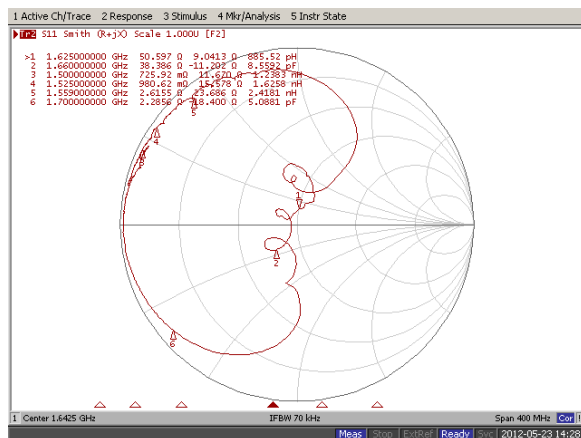 1 Active Ch/Trace 2 Response 3 Stimulus 4 Mkr/Analysis 5 Instr State
Tr2 S11 Smith (R+jX) Scale 1.000U [F2]
>1 1.625000000 GHz 50.597 Ω 9.0413 Ω 885.52 pH
2 1.660000000 GHz 38.386 Ω -11.202 Ω 8.5592 pF
3 1.500000000 GHz 725.92 mΩ 11.670 Ω 1.2383 nH
4 1.525000000 GHz 980.62 mΩ 15.578 Ω 1.6258 nH
5 1.559000000 GHz 2.6155 Ω 23.686 Ω 2.4181 nH
6 1.700000000 GHz 2.2856 Ω -18.400 Ω 5.0881 pF
5
4
3
1
2
6
1 Center 1.6425 GHz IFBW 70 kHz Span 400 MHz Cor !
Meas Stop ExtRef Ready Svc 2012-05-23 14:28